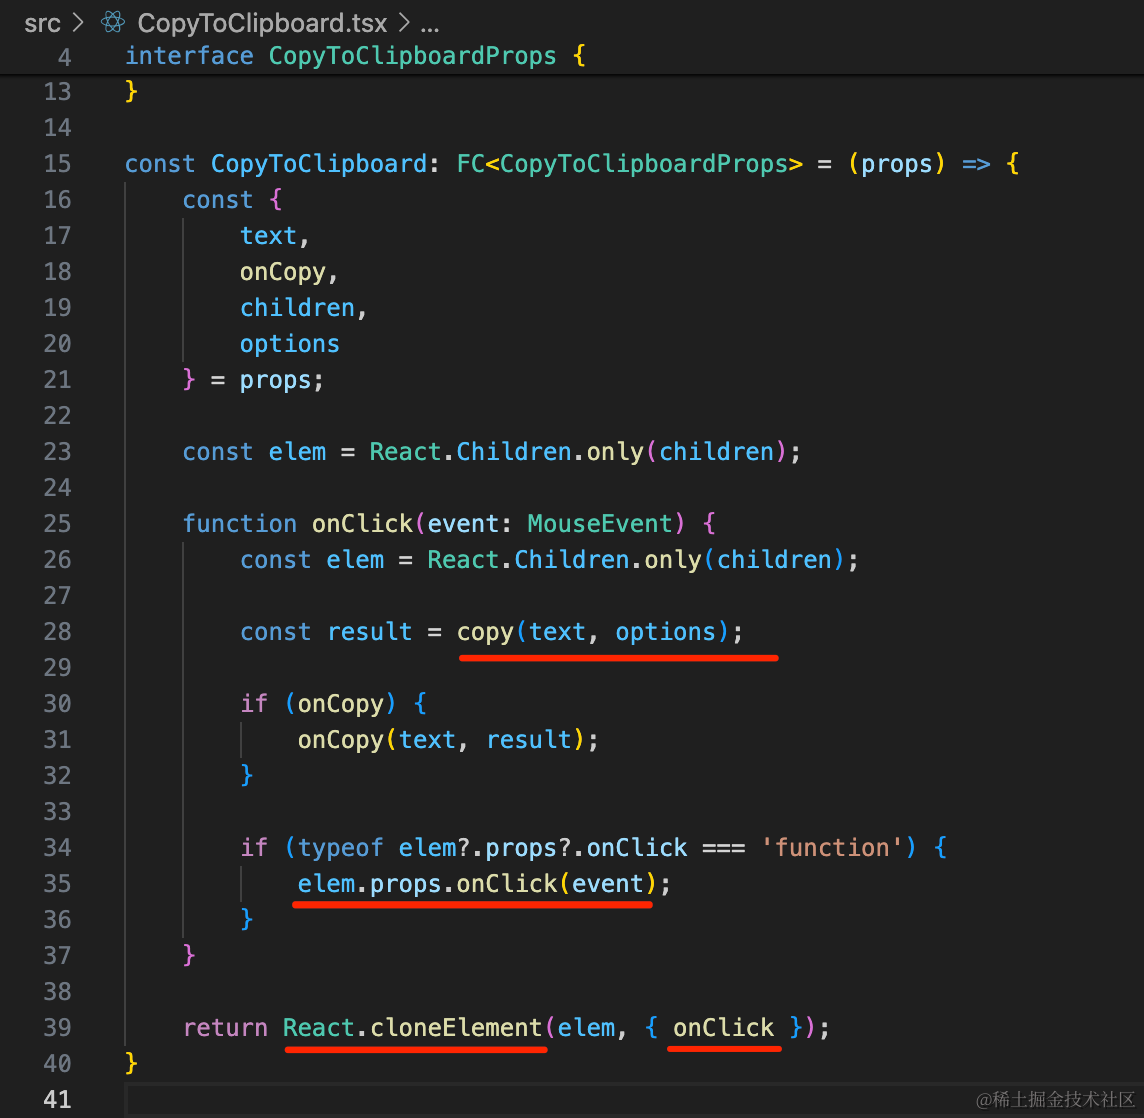 src > CopyToClipboard.tsx > ...
4 interface CopyToClipboardProps {
13 }
14
15 const CopyToClipboard: FC<CopyToClipboardProps> = (props) => {
16     const {
17         text,
18         onCopy,
19         children,
20         options
21     } = props;
22
23     const elem = React.Children.only(children);
24
25     function onClick(event: MouseEvent) {
26         const elem = React.Children.only(children);
27
28         const result = copy(text, options);
29
30         if (onCopy) {
31             onCopy(text, result);
32         }
33
34         if (typeof elem?.props?.onClick === 'function') {
35             elem.props.onClick(event);
36         }
37     }
38
39     return React.cloneElement(elem, { onClick });
40 }
41
@稀土掘金技术社区